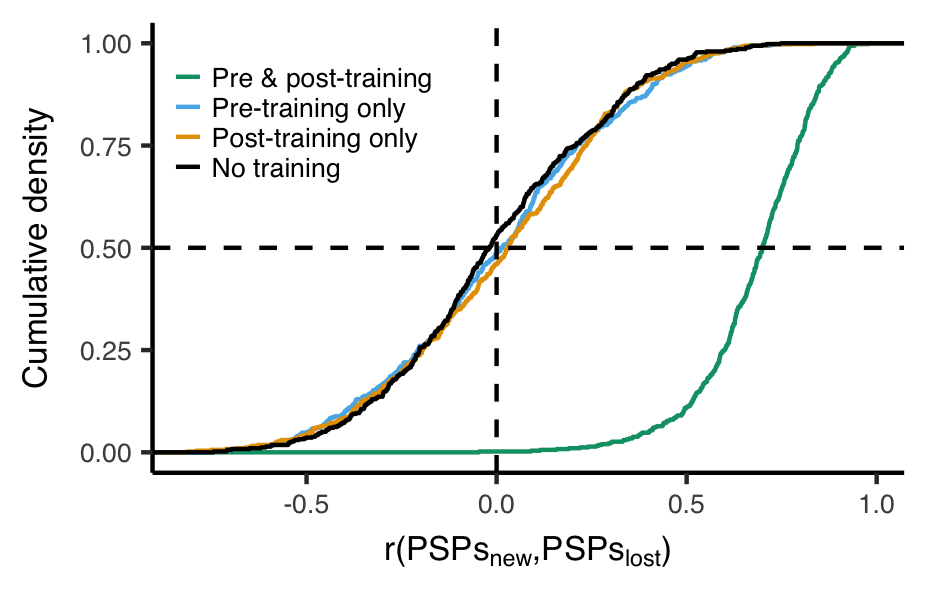 1.00
0.75
0.50
0.25
0.00
Cumulative density
Pre & post-training
Pre-training only
Post-training only
No training
-0.5 0.0 0.5 1.0
r(PSPsnew,PSPslost)